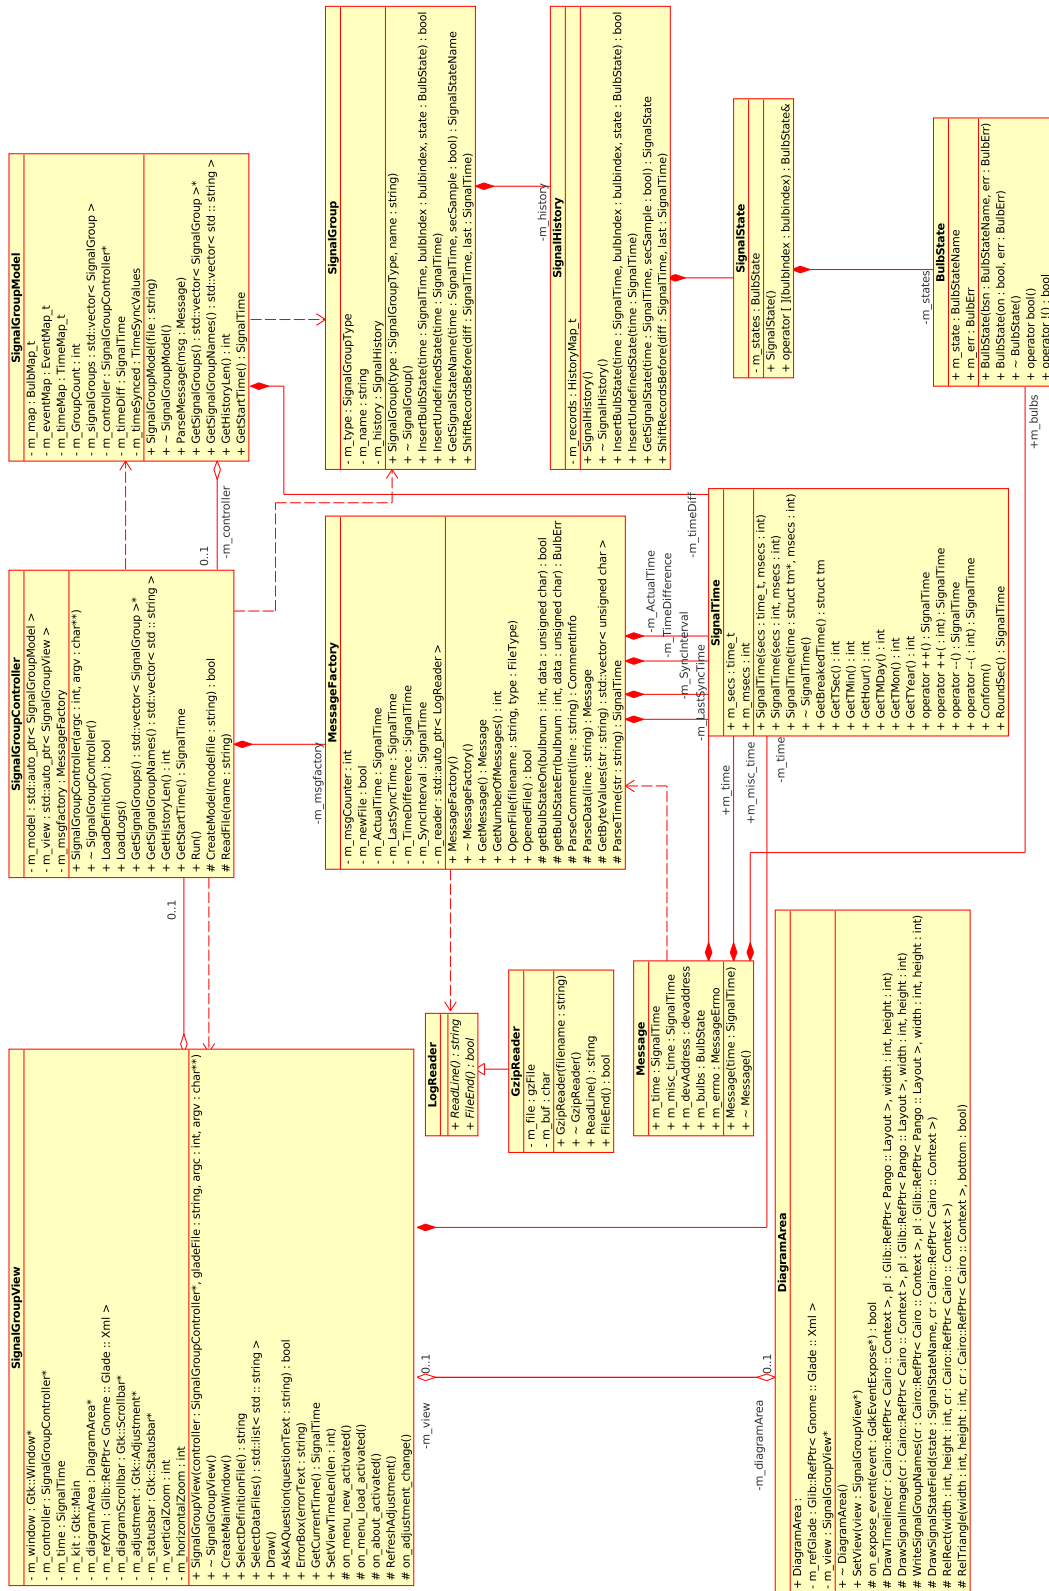 SignalGroupModel
- m_map : BulbMap_t
- m_eventMap : EventMap_t
- m_timeMap : TimeMap_t
- m_GroupCount : int
- m_signalGroups : std::vector< SignalGroup >
- m_controller : SignalGroupController*
- m_timeDiff : SignalTime
- m_timeSynced : TimeSyncValues
+ SignalGroupModel(file : string)
+ ~ SignalGroupModel()
+ ParseMessage(msg : Message)
+ GetSignalGroups() : std::vector< SignalGroup >*
+ GetSignalGroupNames() : std::vector< std :: string >
+ GetHistoryLen() : int
+ GetStartTime() : SignalTime
SignalGroup
- m_type : SignalGroupType
- m_name : string
- m_history : SignalHistory
+ SignalGroup(type : SignalGroupType, name : string)
+ ~ SignalGroup()
+ InsertBulbState(time : SignalTime, bulbIndex : bulbindex, state : BulbState) : bool
+ InsertUndefinedState(time : SignalTime)
+ GetSignalStateName(time : SignalTime, secSample : bool) : SignalStateName
+ ShiftRecordsBefore(diff : SignalTime, last : SignalTime)
-m_history
SignalHistory
- m_records : HistoryMap_t
+ SignalHistory()
+ ~ SignalHistory()
+ InsertBulbState(time : SignalTime, bulbIndex : bulbindex, state : BulbState) : bool
+ InsertUndefinedState(time : SignalTime)
+ GetSignalState(time : SignalTime, secSample : bool) : SignalState
+ ShiftRecordsBefore(diff : SignalTime, last : SignalTime)
SignalState
- m_states : BulbState
+ SignalState()
+ operator [](bulbIndex : bulbindex) : BulbState&
-m_states
BulbState
+ m_state : BulbStateName
+ m_err : BulbErr
+ BulbState(bsn : BulbStateName, err : BulbErr)
+ BulbState(on : bool, err : BulbErr)
+ ~ BulbState()
+ operator bool()
+ operator !() : bool
+m_bulbs
0..1
-m_controller
SignalGroupController
- m_model : std::auto_ptr< SignalGroupModel >
- m_view : std::auto_ptr< SignalGroupView >
- m_msgfactory : MessageFactory
+ SignalGroupController(argc : int, argv : char**)
+ ~ SignalGroupController()
+ LoadDefinition() : bool
+ LoadLogs()
+ GetSignalGroups() : std::vector< SignalGroup >*
+ GetSignalGroupNames() : std::vector< std :: string >
+ GetHistoryLen() : int
+ GetStartTime() : SignalTime
+ Run()
# CreateModel(modelfile : string) : bool
# ReadFile(name : string)
-m_msgfactory
MessageFactory
- m_msgCounter : int
- m_newFile : bool
- m_ActualTime : SignalTime
- m_LastSyncTime : SignalTime
- m_TimeDifference : SignalTime
- m_SyncInterval : SignalTime
- m_reader : std::auto_ptr< LogReader >
+ MessageFactory()
+ ~ MessageFactory()
+ GetMessage() : Message
+ GetNumberOfMessages() : int
+ OpenFile(filename : string, type : FileType)
+ OpenedFile() : bool
# getBulbStateOn(bulbnum : int, data : unsigned char) : bool
# getBulbStateErr(bulbnum : int, data : unsigned char) : BulbErr
# ParseComment(line : string) : CommentInfo
# ParseData(line : string) : Message
# GetByteValues(str : string) : std::vector< unsigned char >
# ParseTime(str : string) : SignalTime
-m_ActualTime
-m_TimeDifference
-m_SyncInterval
-m_LastSyncTime
-m_timeDiff
SignalTime
+ m_secs : time_t
+ m_msecs : int
+ SignalTime(secs : time_t, msecs : int)
+ SignalTime(secs : int, msecs : int)
+ SignalTime(time : struct tm*, msecs : int)
+ ~ SignalTime()
+ GetBreakedTime() : struct tm
+ GetTSec() : int
+ GetTMin() : int
+ GetTHour() : int
+ GetTMDay() : int
+ GetTMon() : int
+ GetTYear() : int
+ operator ++() : SignalTime
+ operator ++( : int) : SignalTime
+ operator --() : SignalTime
+ operator --( : int) : SignalTime
+ Conform()
+ RoundSec() : SignalTime
+m_time
+m_misc_time
-m_time
0..1
SignalGroupView
- m_window : Gtk::Window*
- m_controller : SignalGroupController*
- m_time : SignalTime
- m_kit : Gtk::Main
- m_diagramArea : DiagramArea*
- m_refXml : Glib::RefPtr< Gnome :: Glade :: Xml >
- m_diagramScrollbar : Gtk::Scrollbar*
- m_adjustment : Gtk::Adjustment*
- m_statusbar : Gtk::Statusbar*
- m_verticalZoom : int
- m_horizontalZoom : int
+ SignalGroupView(controller : SignalGroupController*, gladeFile : string, argc : int, argv : char**)
+ ~ SignalGroupView()
+ CreateMainWindow()
+ SelectDefinitionFile() : string
+ SelectDataFiles() : std::list< std :: string >
+ Draw()
+ AskAQuestion(questionText : string) : bool
+ ErrorBox(errorText : string)
+ GetCurrentTime() : SignalTime
+ SetViewTimeLen(len : int)
# on_menu_new_activated()
# on_menu_load_activated()
# on_about_activated()
# RefreshAdjustment()
# on_adjustment_change()
LogReader
+ ReadLine() : string
+ FileEnd() : bool
GzipReader
- m_file : gzFile
- m_buf : char
+ GzipReader(filename : string)
+ ~ GzipReader()
+ ReadLine() : string
+ FileEnd() : bool
Message
+ m_time : SignalTime
+ m_misc_time : SignalTime
+ m_devAddress : devaddress
+ m_bulbs : BulbState
+ m_errno : MessageErrno
+ Message(time : SignalTime)
+ ~ Message()
0..1
-m_view
0..1
-m_diagramArea
DiagramArea
+ DiagramArea :
- m_refGlade : Glib::RefPtr< Gnome :: Glade :: Xml >
- m_view : SignalGroupView*
+ ~ DiagramArea()
+ SetView(view : SignalGroupView*)
# on_expose_event(event : GdkEventExpose*) : bool
# DrawTimeline(cr : Cairo::RefPtr< Cairo :: Context >, pl : Glib::RefPtr< Pango :: Layout >, width : int, height : int)
# DrawSignalImage(cr : Cairo::RefPtr< Cairo :: Context >, pl : Glib::RefPtr< Pango :: Layout >, width : int, height : int)
# WriteSignalGroupNames(cr : Cairo::RefPtr< Cairo :: Context >, pl : Glib::RefPtr< Pango :: Layout >, width : int, height : int)
# DrawSignalStateField(state : SignalStateName, cr : Cairo::RefPtr< Cairo :: Context >)
# RelRect(width : int, height : int, cr : Cairo::RefPtr< Cairo :: Context >)
# RelTriangle(width : int, height : int, cr : Cairo::RefPtr< Cairo :: Context >, bottom : bool)